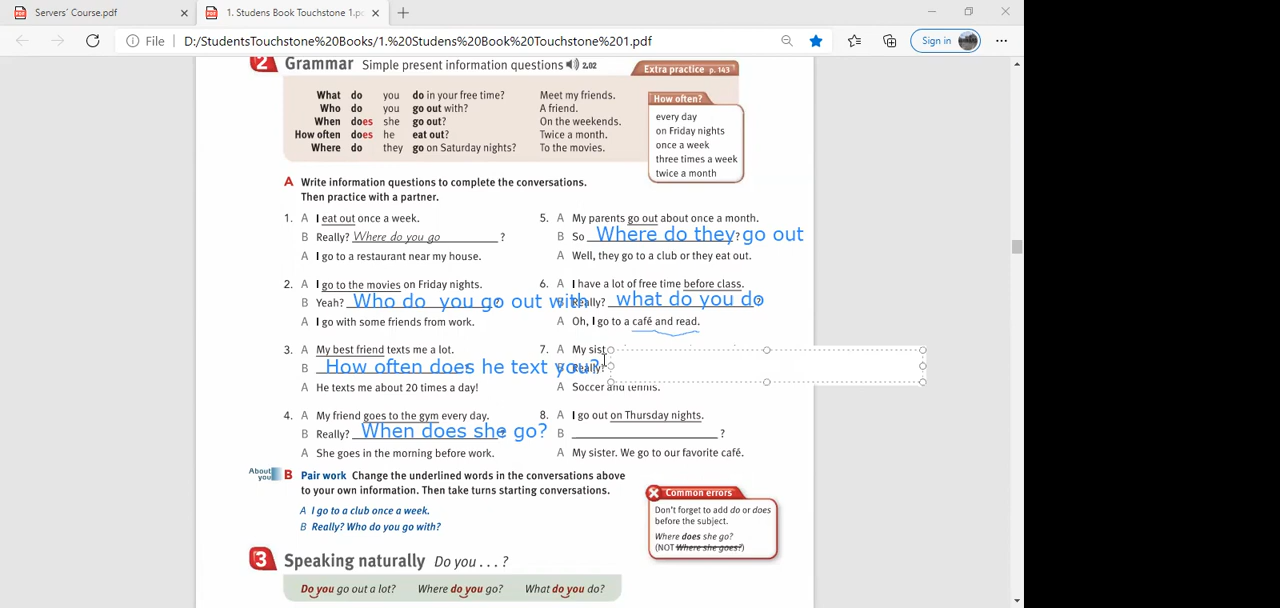 Servers' Course.pdf
1. Studens Book Touchstone 1.pdf
File D:/StudentsTouchstone%20Books/1.%20Studens%20Book%20Touchstone%201.pdf
Sign in
2 Grammar Simple present information questions 2.02
Extra practice p. 143
What do you do in your free time? Meet my friends.
Who do you go out with? A friend.
When does she go out? On the weekends.
How often does he eat out? Twice a month.
Where do they go on Saturday nights? To the movies.
How often?
every day
on Friday nights
once a week
three times a week
twice a month
A Write information questions to complete the conversations.
Then practice with a partner.
1. A I eat out once a week.
B Really? Where do you go ?
A I go to a restaurant near my house.
2. A I go to the movies on Friday nights.
B Yeah? Who do you go out with ?
A I go with some friends from work.
3. A My best friend texts me a lot.
B How often does he text you?
A He texts me about 20 times a day!
4. A My friend goes to the gym every day.
B Really? When does she go?
A She goes in the morning before work.
5. A My parents go out about once a month.
B So Where do they go out ?
A Well, they go to a club or they eat out.
6. A I have a lot of free time before class.
B Really? what do you do ?
A Oh, I go to a café and read.
7. A My sist
B Really?
A Soccer and tennis.
8. A I go out on Thursday nights.
B ?
A My sister. We go to our favorite café.
About you B Pair work Change the underlined words in the conversations above
to your own information. Then take turns starting conversations.
A I go to a club once a week.
B Really? Who do you go with?
Common errors
Don't forget to add do or does
before the subject.
Where does she go?
(NOT Where she goes?)
3 Speaking naturally Do you . . . ?
Do you go out a lot? Where do you go? What do you do?